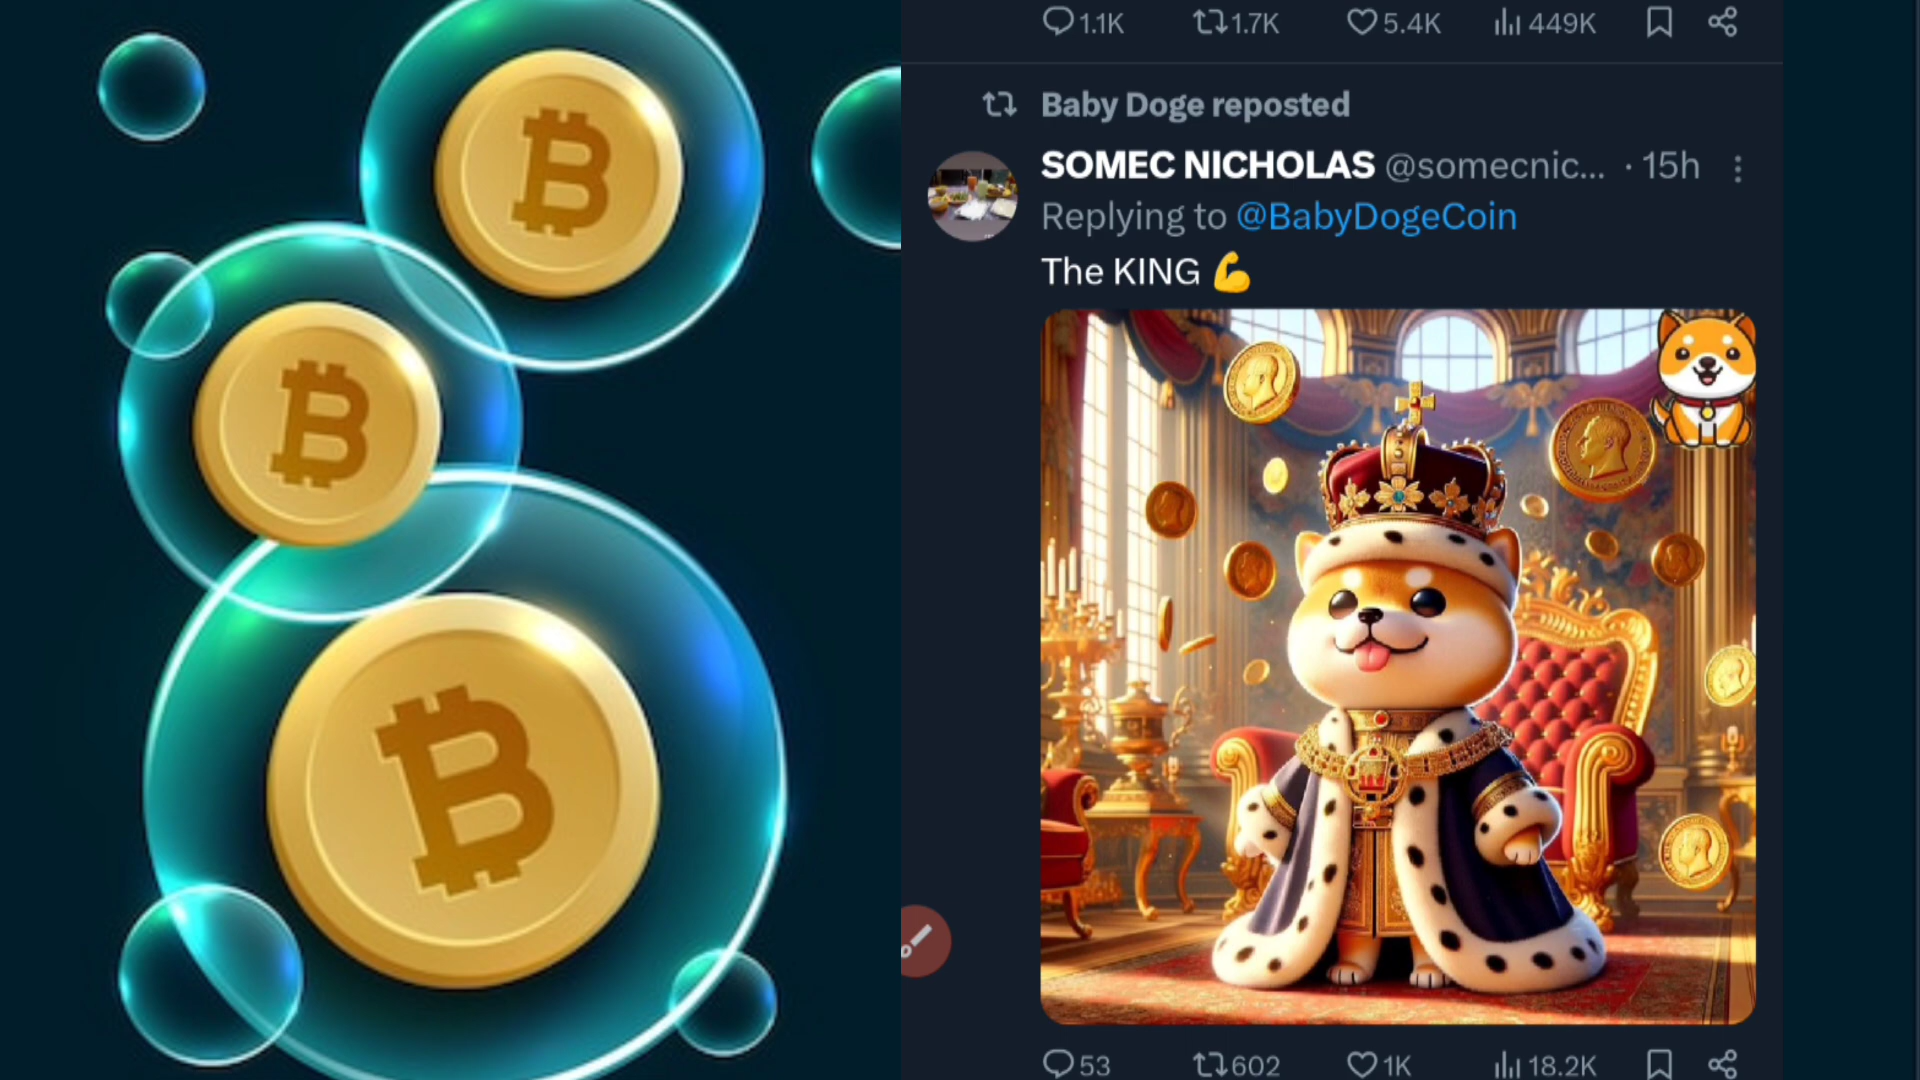 1.1K 1.7K 5.4K 449K
Baby Doge reposted
SOMEC NICHOLAS @somecnic... · 15h
Replying to @BabyDogeCoin
The KING 💪
53 602 1K 18.2K